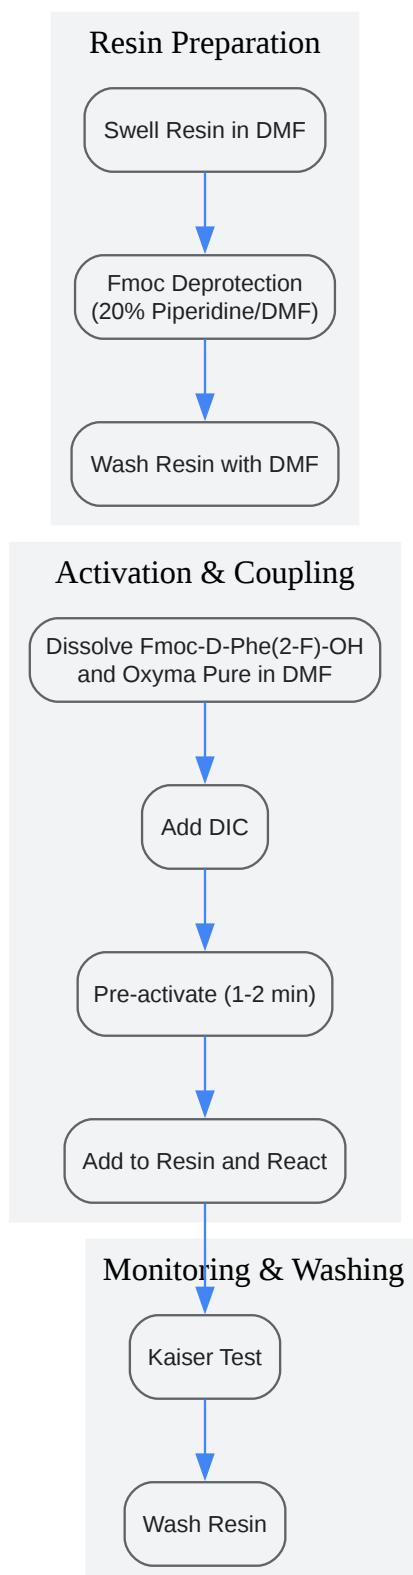 Resin Preparation
Swell Resin in DMF
Fmoc Deprotection
(20% Piperidine/DMF)
Wash Resin with DMF
Activation & Coupling
Dissolve Fmoc-D-Phe(2-F)-OH
and Oxyma Pure in DMF
Add DIC
Pre-activate (1-2 min)
Add to Resin and React
Monitoring & Washing
Kaiser Test
Wash Resin